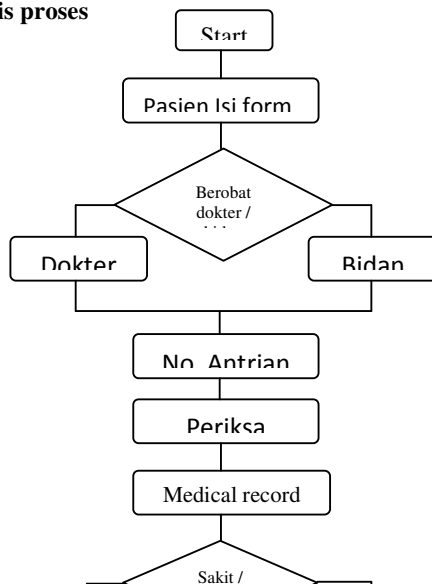 is proses
Start
Pasien Isi form
Berobat
dokter /
Dokter
Bidan
No. Antrian
Periksa
Medical record
Sakit /